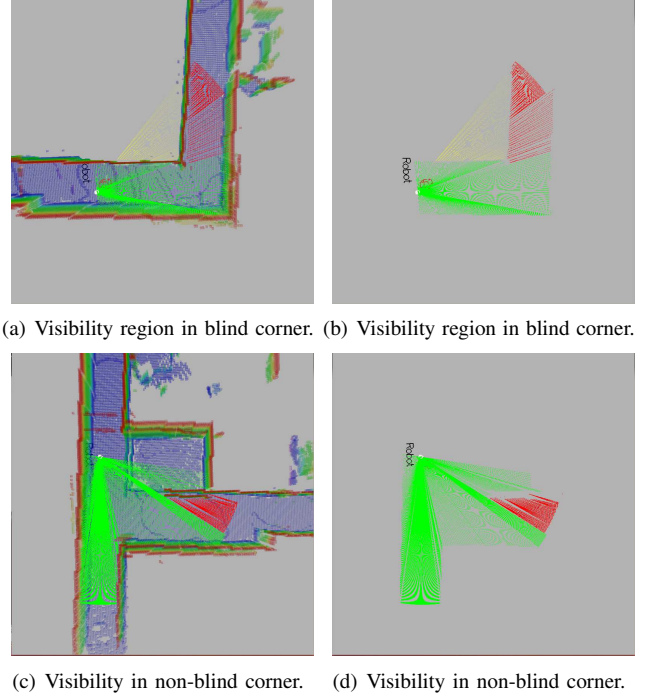 Robot
Robot
(a) Visibility region in blind corner. (b) Visibility region in blind corner.
Robot
(c) Visibility in non-blind corner. (d) Visibility in non-blind corner.